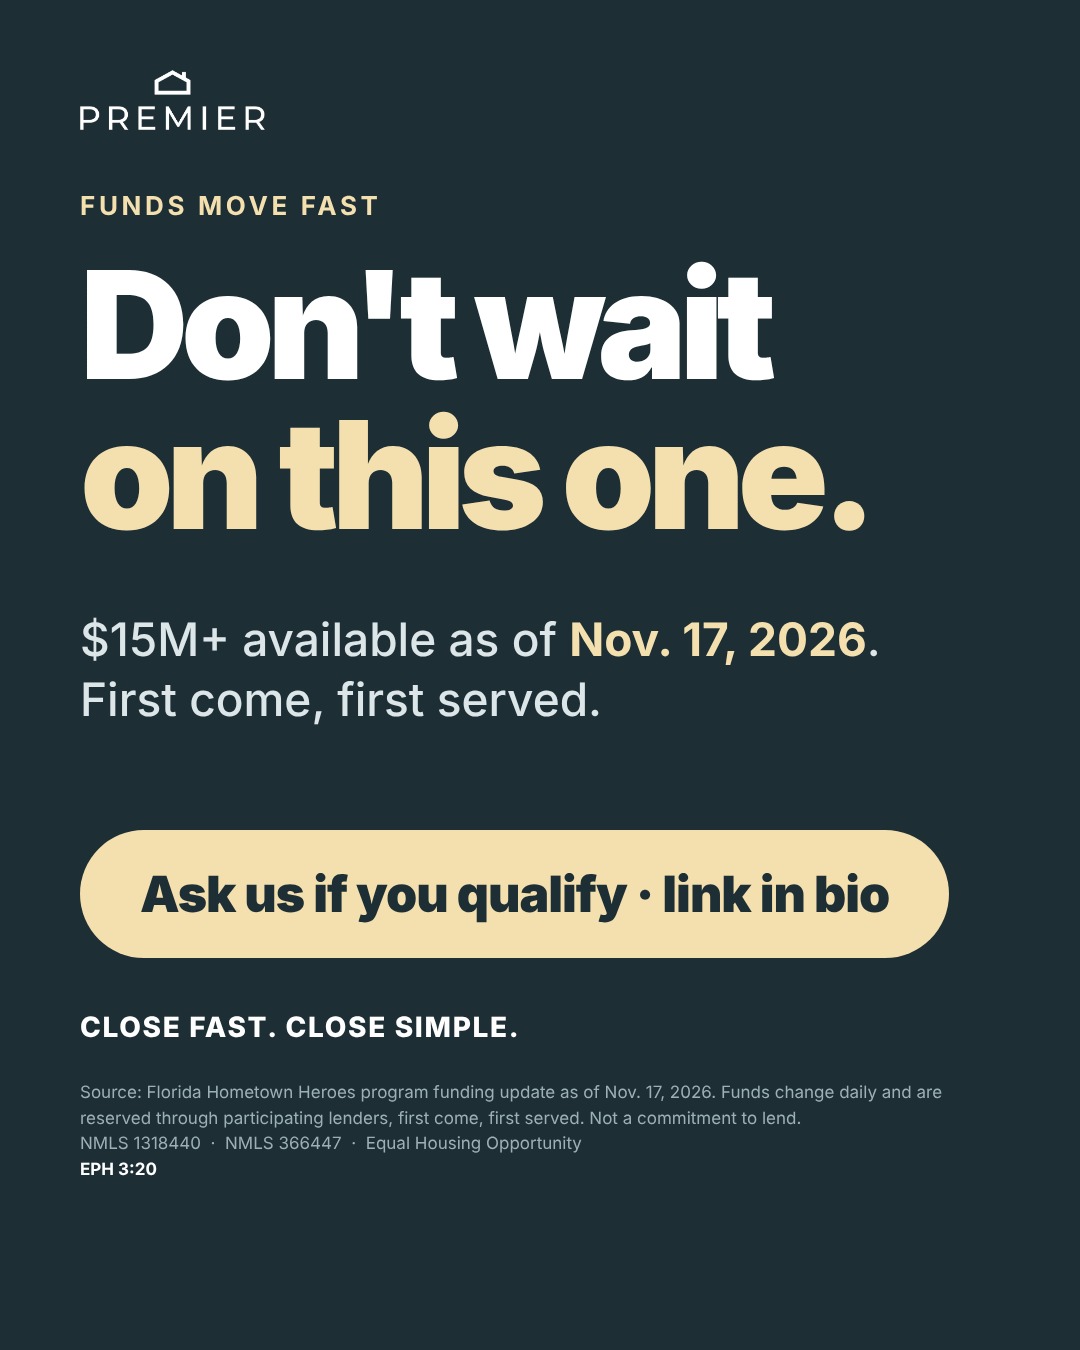 PREMIER
FUNDS MOVE FAST
Don't wait
on this one.
$15M+ available as of Nov. 17, 2026.
First come, first served.
Ask us if you qualify · link in bio
CLOSE FAST. CLOSE SIMPLE.
Source: Florida Hometown Heroes program funding update as of Nov. 17, 2026. Funds change daily and are
reserved through participating lenders, first come, first served. Not a commitment to lend.
NMLS 1318440 · NMLS 366447 · Equal Housing Opportunity
EPH 3:20